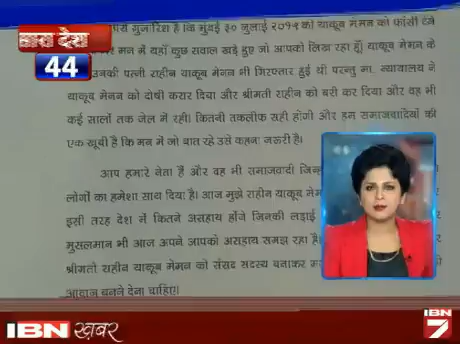 गुजारिश है कि मुंबई ३० जुलाई २०१५ को याकूब मेमन को फाँसी देने
सारा देश
मन में यहाँ कुछ सवाल खड़े हुए जो आपको लिख रहा हूँ। याकूब मेमन के
44
उनकी पत्नी राहीन याकूब मेमन भी गिरफ्तार हुई थी परन्तु मा. न्यायालय ने
याकूब मेमन को दोषी करार दिया और श्रीमती राहीन को बरी कर दिया और वह भी
कई सालों तक जेल में रही। कितनी तकलीफ सही होगी और हम समाजवादियों की
एक खूबी है कि मन में जो बात रहे उसे कहना जरूरी है।
आप हमारे नेता हैं और वह भी समाजवादी
लोगों का हमेशा साथ दिया है। आज मुझे राहीन याकूब
इसी तरह देश में कितने असहाय होंगे जिनकी लड़ाई
मुसलमान भी आज अपने आपको असहाय समझ रहा है।
श्रीमती राहीन याकूब मेमन को संसद सदस्य बनाकर
आवाज बनने देना चाहिए।
IBN ख़बर
IBN
7